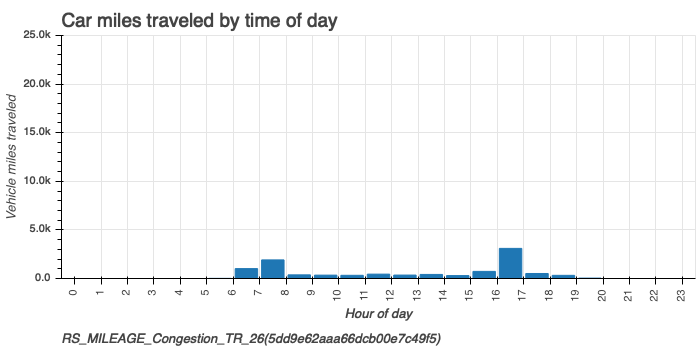 Car miles traveled by time of day
25.0k
20.0k
15.0k
10.0k
5.0k
0.0
Vehicle miles traveled
0 1 2 3 4 5 6 7 8 9 10 11 12 13 14 15 16 17 18 19 20 21 22 23
Hour of day
RS_MILEAGE_Congestion_TR_26(5dd9e62aaa66dcb00e7c49f5)